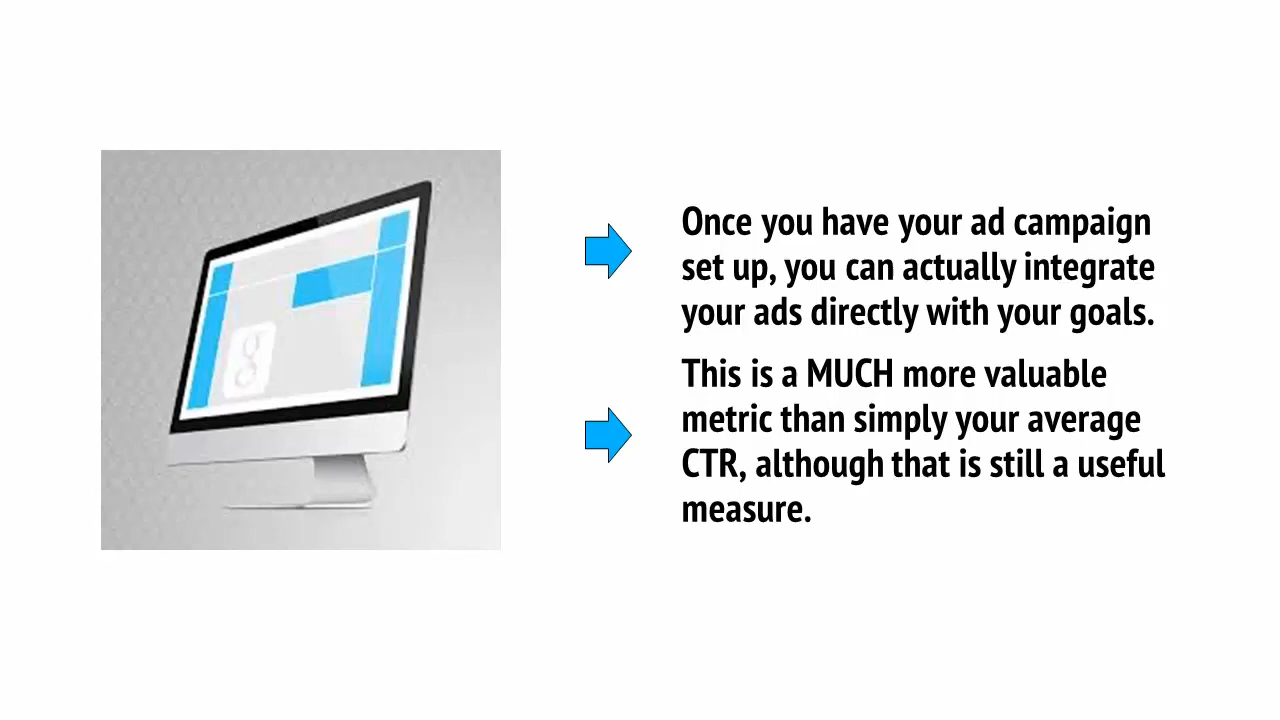 Once you have your ad campaign
set up, you can actually integrate
your ads directly with your goals.
This is a MUCH more valuable
metric than simply your average
CTR, although that is still a useful
measure.